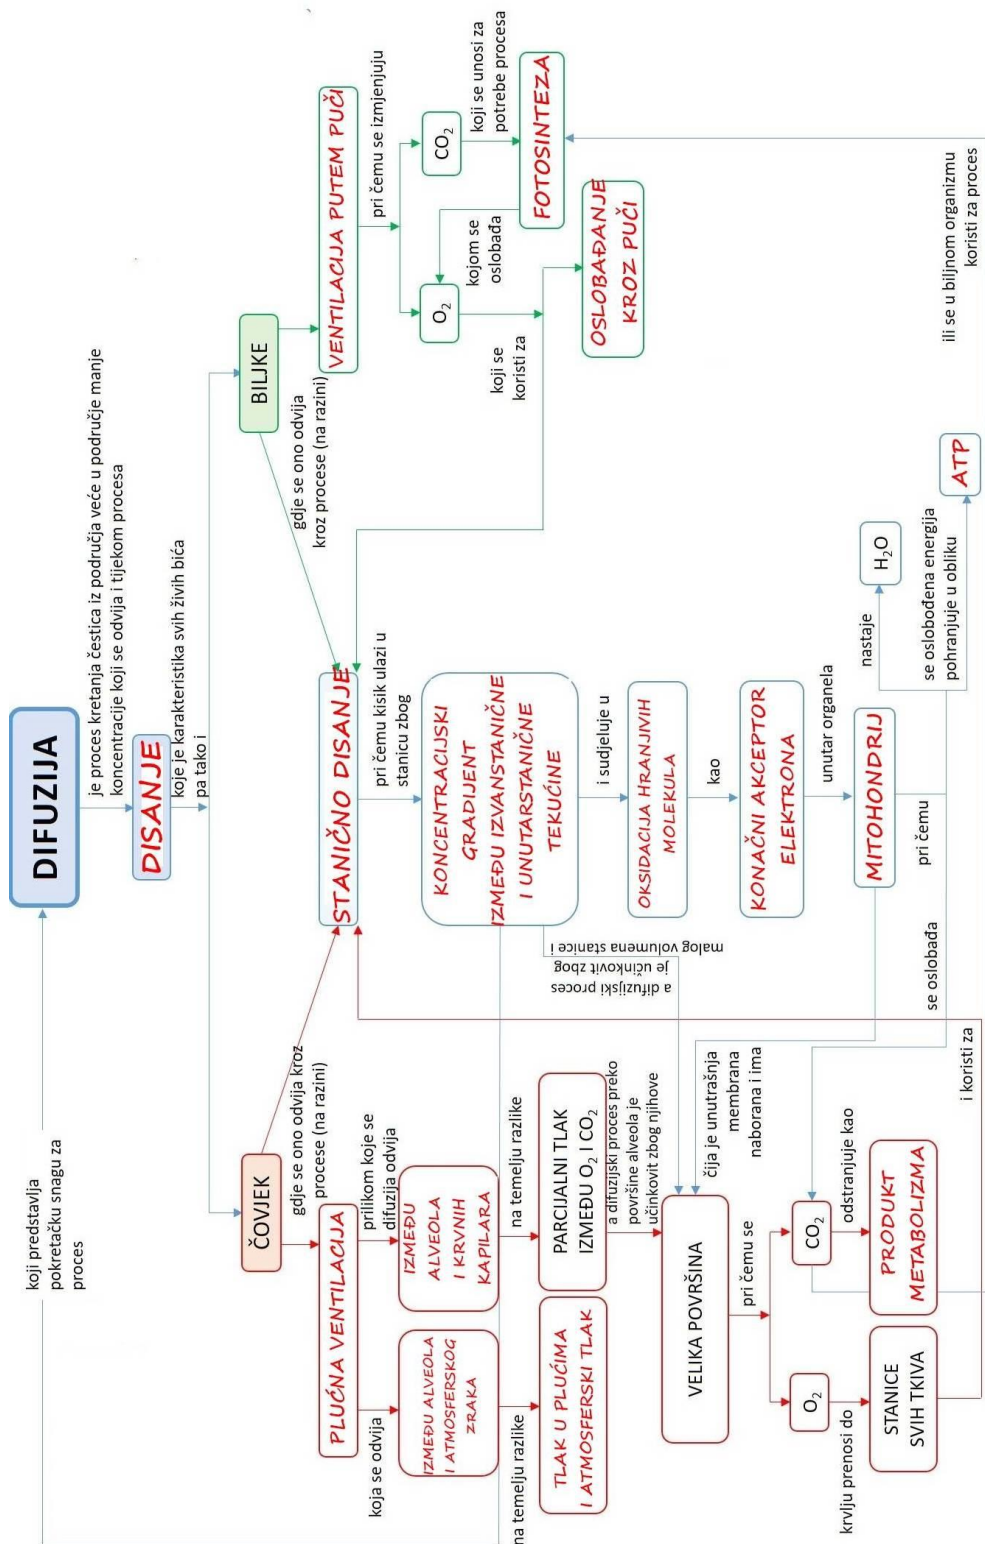 DIFUZIJA
koji predstavlja
pokretačku snagu za
proces
je proces kretanja čestica iz područja veće u područje manje
koncentracije koji se odvija i tijekom procesa
DISANJE
koje je karakteristika svih živih bića
pa tako i
ČOVJEK
BILJKE
gdje se ono odvija kroz
procese (na razini)
gdje se ono odvija
kroz procese (na razini)
PLUĆNA VENTILACIJA
STANIČNO DISANJE
VENTILACIJA PUTEM PUČI
koja se odvija
prilikom koje se
difuzija odvija
pri čemu kisik ulazi u
stanicu zbog
pri čemu se izmjenjuju
IZMEĐU ALVEOLA
I ATMOSFERSKOG
ZRAKA
IZMEĐU
ALVEOLA
I KRVNIH
KAPILARA
KONCENTRACIJSKI
GRADIJENT
IZMEĐU IZVANSTANIČNE
I UNUTARSTANIČNE
TEKUĆINE
O₂
CO₂
kojom se
oslobađa
koji se unosi za
potrebe procesa
na temelju razlike
na temelju razlike
a difuzijski proces
je učinkovit zbog
malog volumena stanice i
koji se
koristi za
FOTOSINTEZA
TLAK U PLUĆIMA
I ATMOSFERSKI TLAK
PARCIJALNI TLAK
IZMEĐU O₂ I CO₂
i sudjeluje u
OSLOBAĐANJE
KROZ PUČI
a difuzijski proces preko
površine alveola je
učinkovit zbog njihove
OKSIDACIJA HRANJIVIH
MOLEKULA
kao
VELIKA POVRŠINA
čija je unutrašnja
membrana
naborana i ima
KONAČNI AKCEPTOR
ELEKTRONA
pri čemu se
unutar organela
O₂
CO₂
MITOHONDRIJ
nastaje
H₂O
krvlju prenosi do
odstranjuje kao
pri čemu
se oslobađa
se oslobođena energija
pohranjuje u obliku
STANICE
SVIH TKIVA
PRODUKT
METABOLIZMA
ATP
i koristi za
ili se u biljnom organizmu
koristi za proces